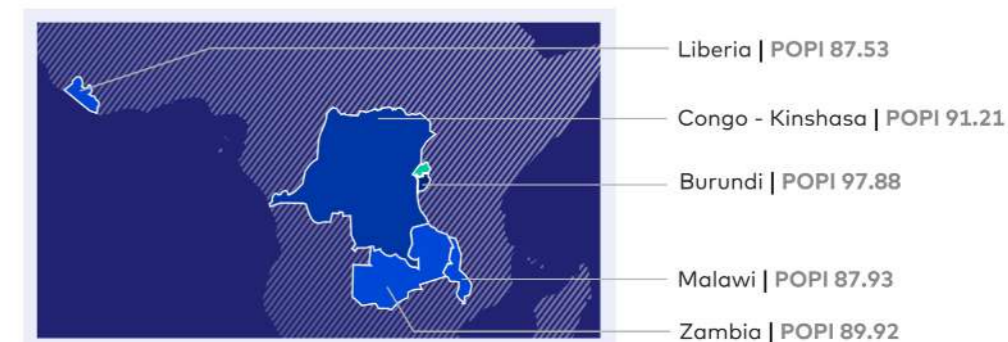 Liberia | POPI 87.53
Congo - Kinshasa | POPI 91.21
Burundi | POPI 97.88
Malawi | POPI 87.93
Zambia | POPI 89.92